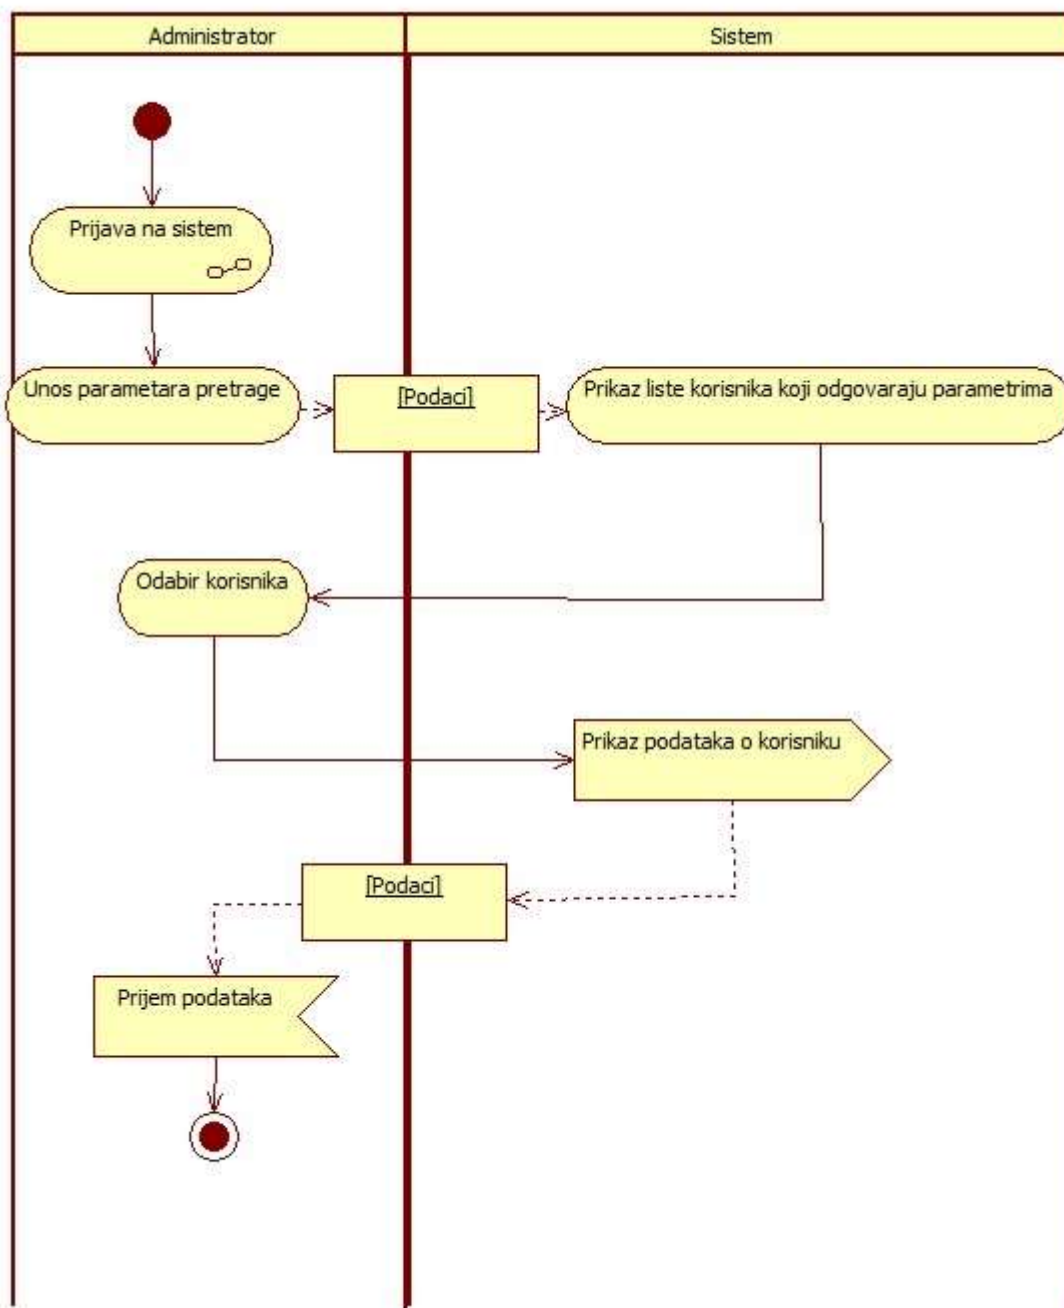 Administrator
Sistem
Prijava na sistem
Unos parametara pretrage
[Podaci]
Prikaz liste korisnika koji odgovaraju parametrima
Odabir korisnika
Prikaz podataka o korisniku
[Podaci]
Prijem podataka